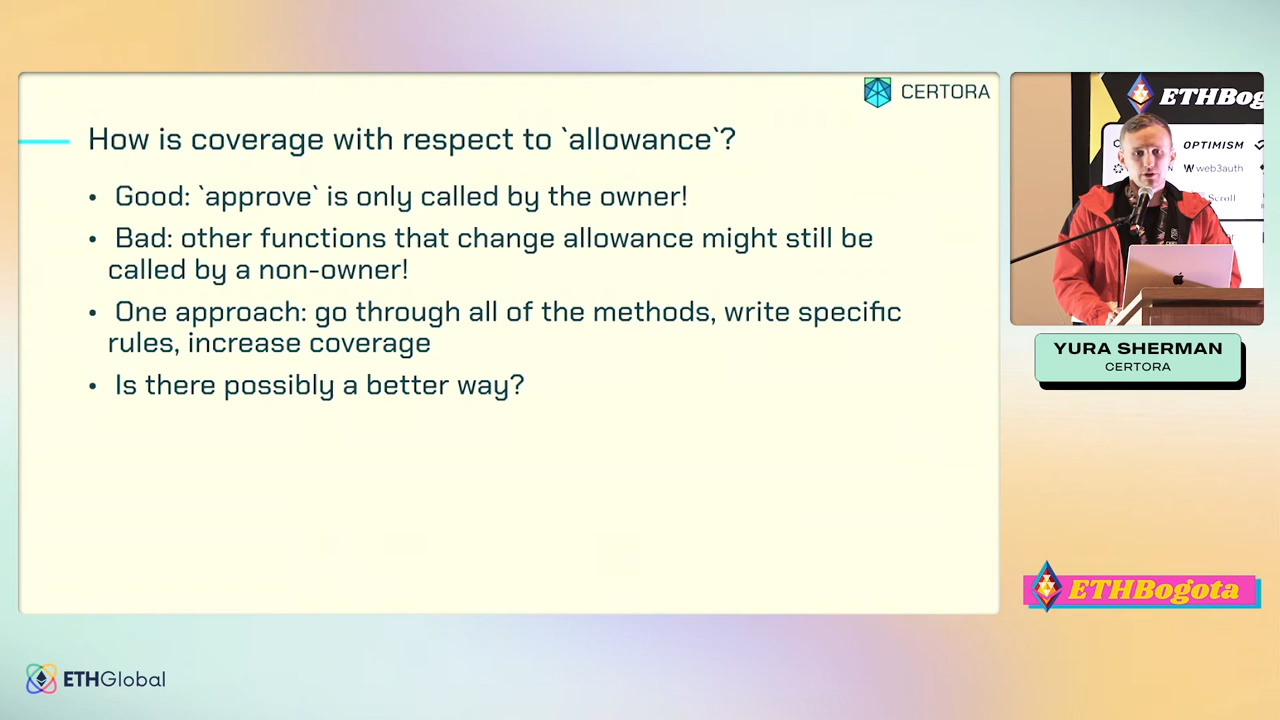 CERTORA
How is coverage with respect to `allowance`?
• Good: `approve` is only called by the owner!
• Bad: other functions that change allowance might still be
called by a non-owner!
• One approach: go through all of the methods, write specific
rules, increase coverage
• Is there possibly a better way?
ETHBog
OPTIMISM
web3auth
Scroll
YURA SHERMAN
CERTORA
ETHBogota
ETHGlobal